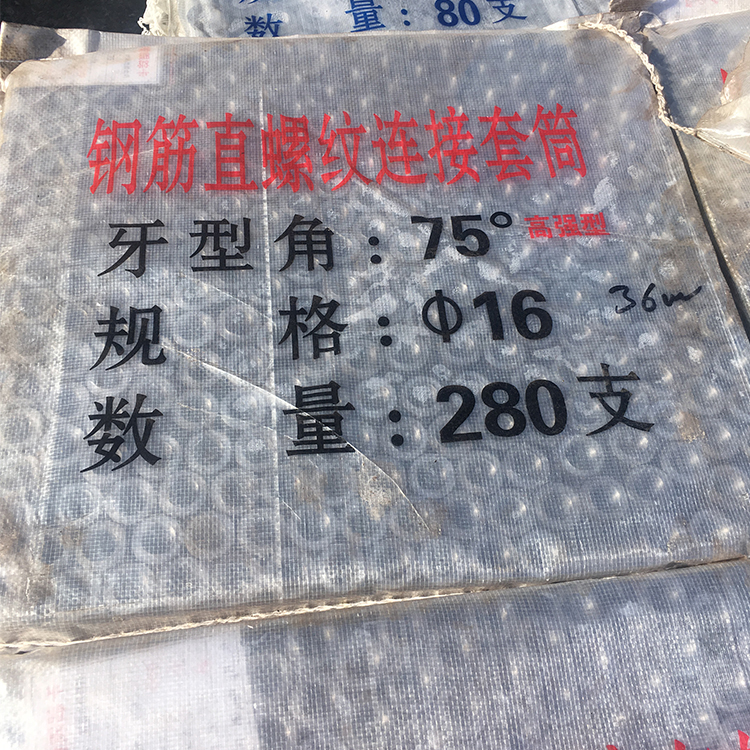 数 量：80支
钢筋直螺纹连接套筒
牙型角：75° 高强型
规 格：Φ16 36w
数 量：280支